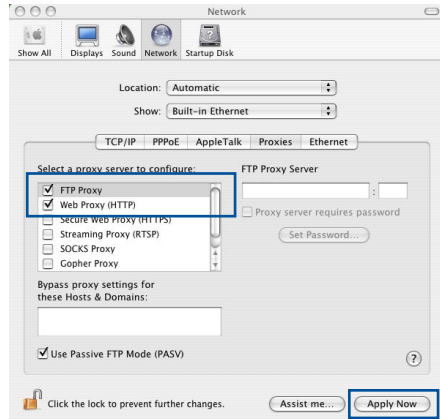 Network
Show All Displays Sound Network Startup Disk
Location: Automatic
Show: Built-in Ethernet
TCP/IP PPPoE AppleTalk Proxies Ethernet
Select a proxy server to configure: FTP Proxy Server
FTP Proxy
:
Web Proxy (HTTP)
Proxy server requires password
Secure Web Proxy (HTTPS)
Streaming Proxy (RTSP)
Set Password...
SOCKS Proxy
Gopher Proxy
Bypass proxy settings for
these Hosts & Domains:
Use Passive FTP Mode (PASV)
?
Click the lock to prevent further changes.
Assist me...
Apply Now